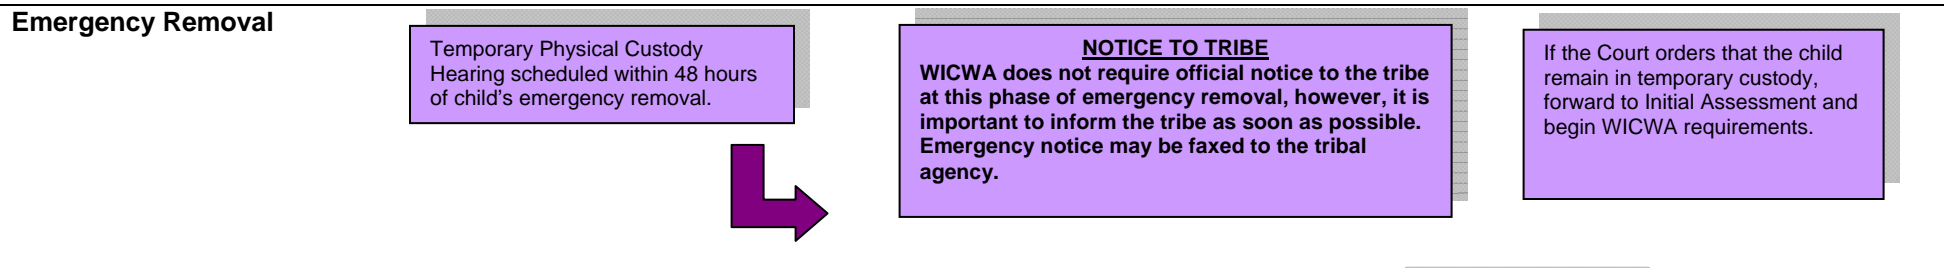 Emergency Removal
Temporary Physical Custody
Hearing scheduled within 48 hours
of child's emergency removal.
NOTICE TO TRIBE
WICWA does not require official notice to the tribe
at this phase of emergency removal, however, it is
important to inform the tribe as soon as possible.
Emergency notice may be faxed to the tribal
agency.
If the Court orders that the child
remain in temporary custody,
forward to Initial Assessment and
begin WICWA requirements.